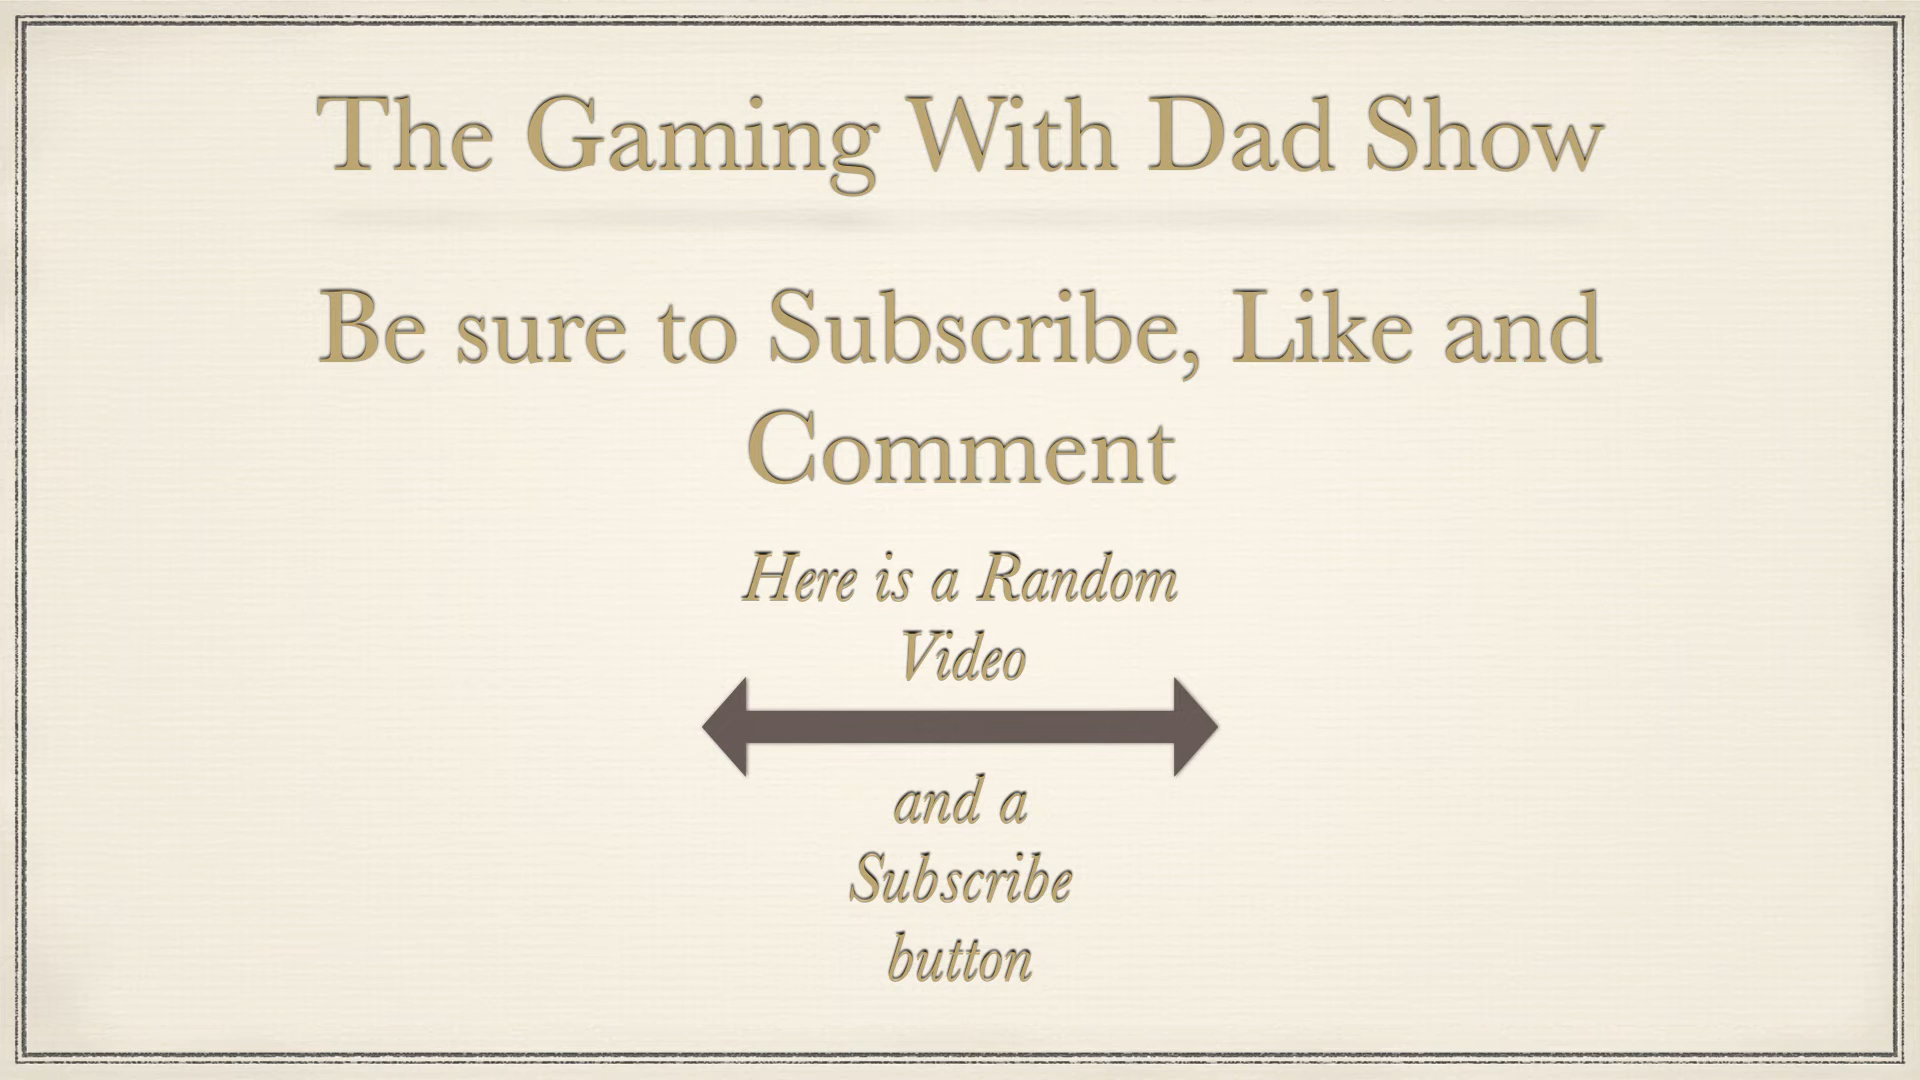 The Gaming With Dad Show
Be sure to Subscribe, Like and
Comment
Here is a Random
Video
and a
Subscribe
button